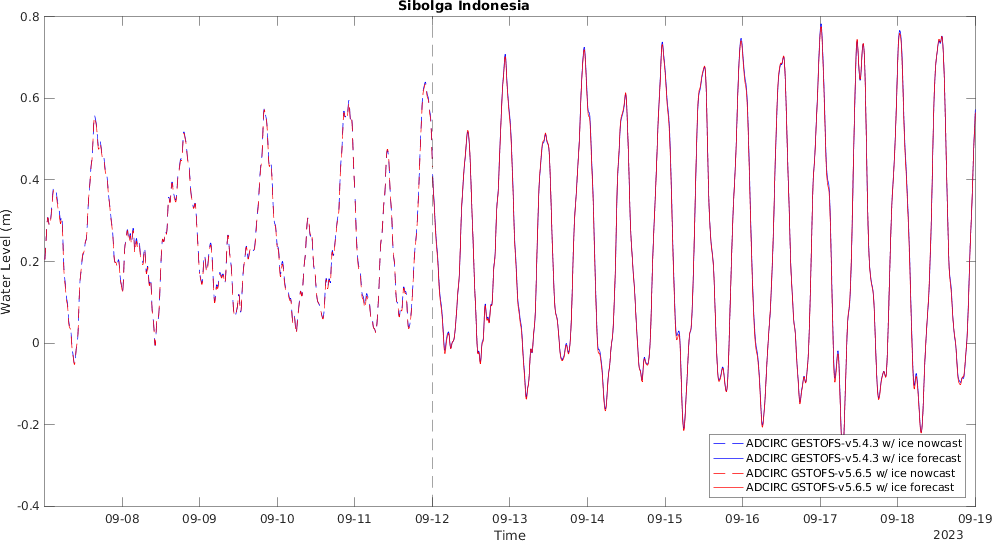 Sibolga Indonesia
0.8
0.6
0.4
0.2
0
-0.2
-0.4
Water Level (m)
ADCIRC GESTOFS-v5.4.3 w/ ice nowcast
ADCIRC GESTOFS-v5.4.3 w/ ice forecast
ADCIRC GSTOFS-v5.6.5 w/ ice nowcast
ADCIRC GSTOFS-v5.6.5 w/ ice forecast
09-08 09-09 09-10 09-11 09-12 09-13 09-14 09-15 09-16 09-17 09-18 09-19
Time
2023